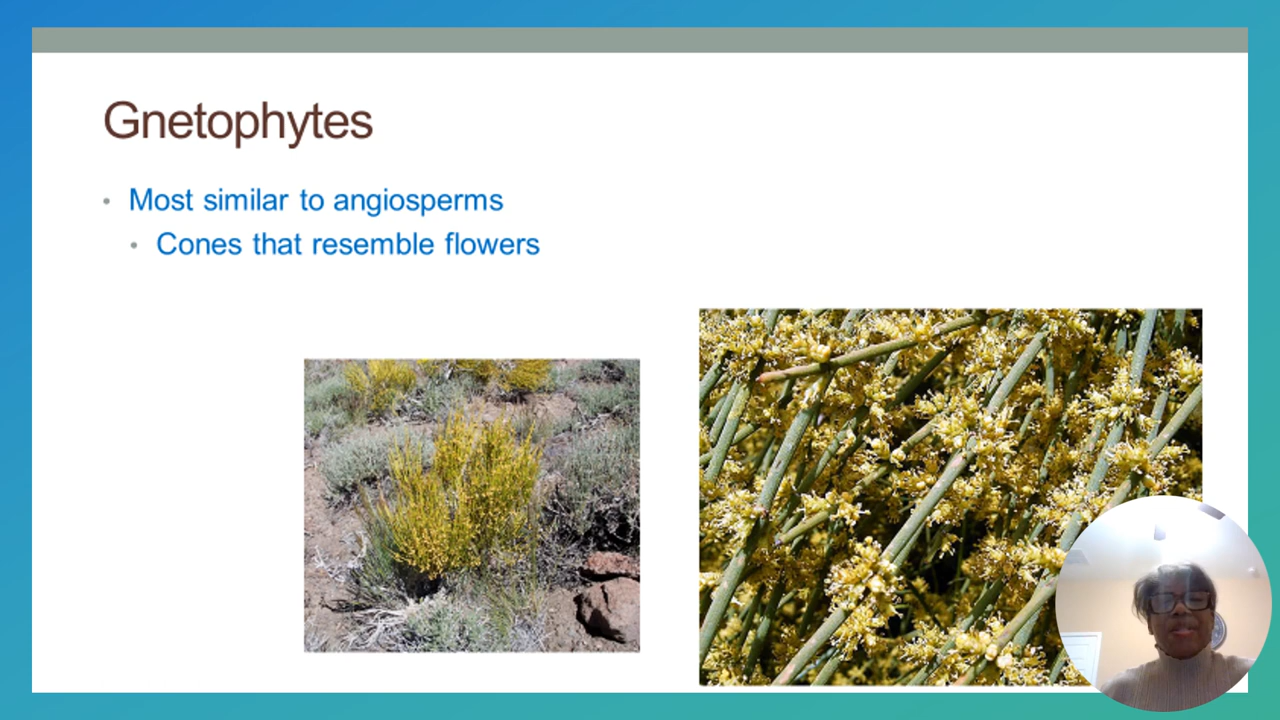 Gnetophytes
Most similar to angiosperms
Cones that resemble flowers